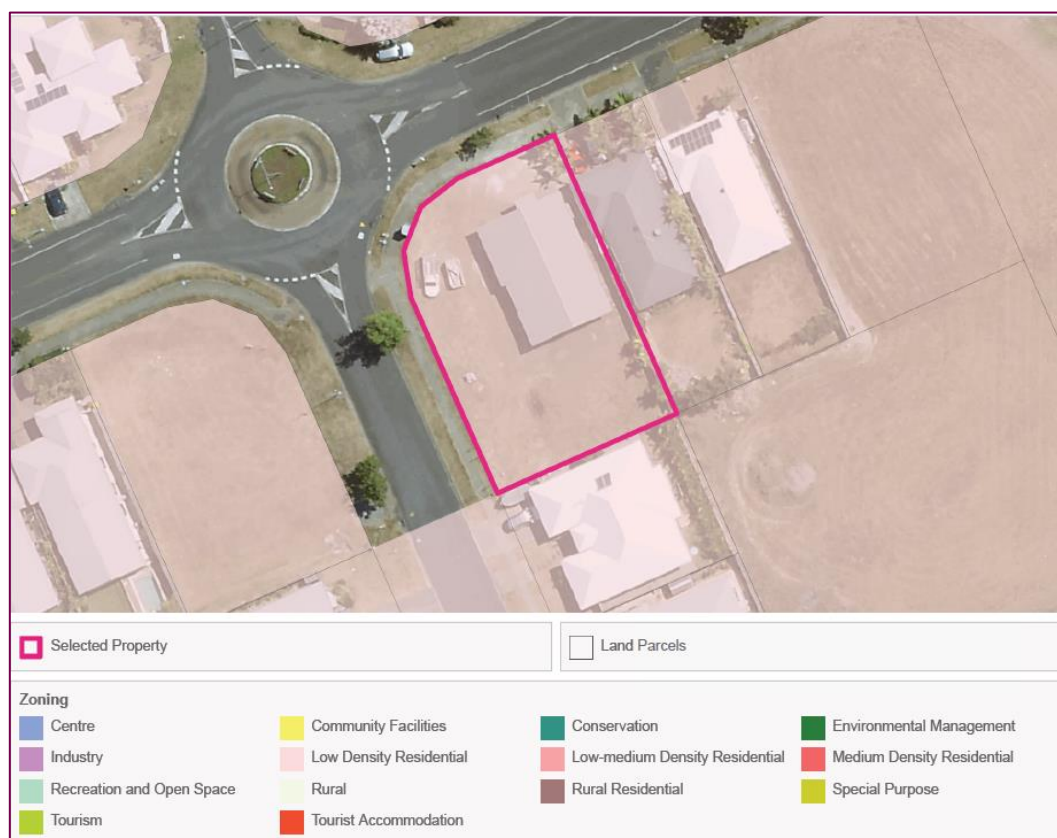 Selected Property
Land Parcels
Zoning
Centre
Community Facilities
Conservation
Environmental Management
Industry
Low Density Residential
Low-medium Density Residential
Medium Density Residential
Recreation and Open Space
Rural
Rural Residential
Special Purpose
Tourism
Tourist Accommodation